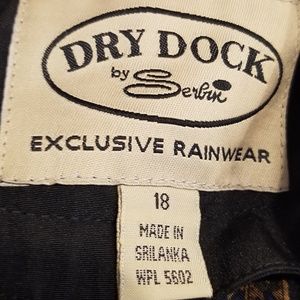 DRY DOCK
by Serbin
EXCLUSIVE RAINWEAR
18
MADE IN
SRILANKA
WPL 5602